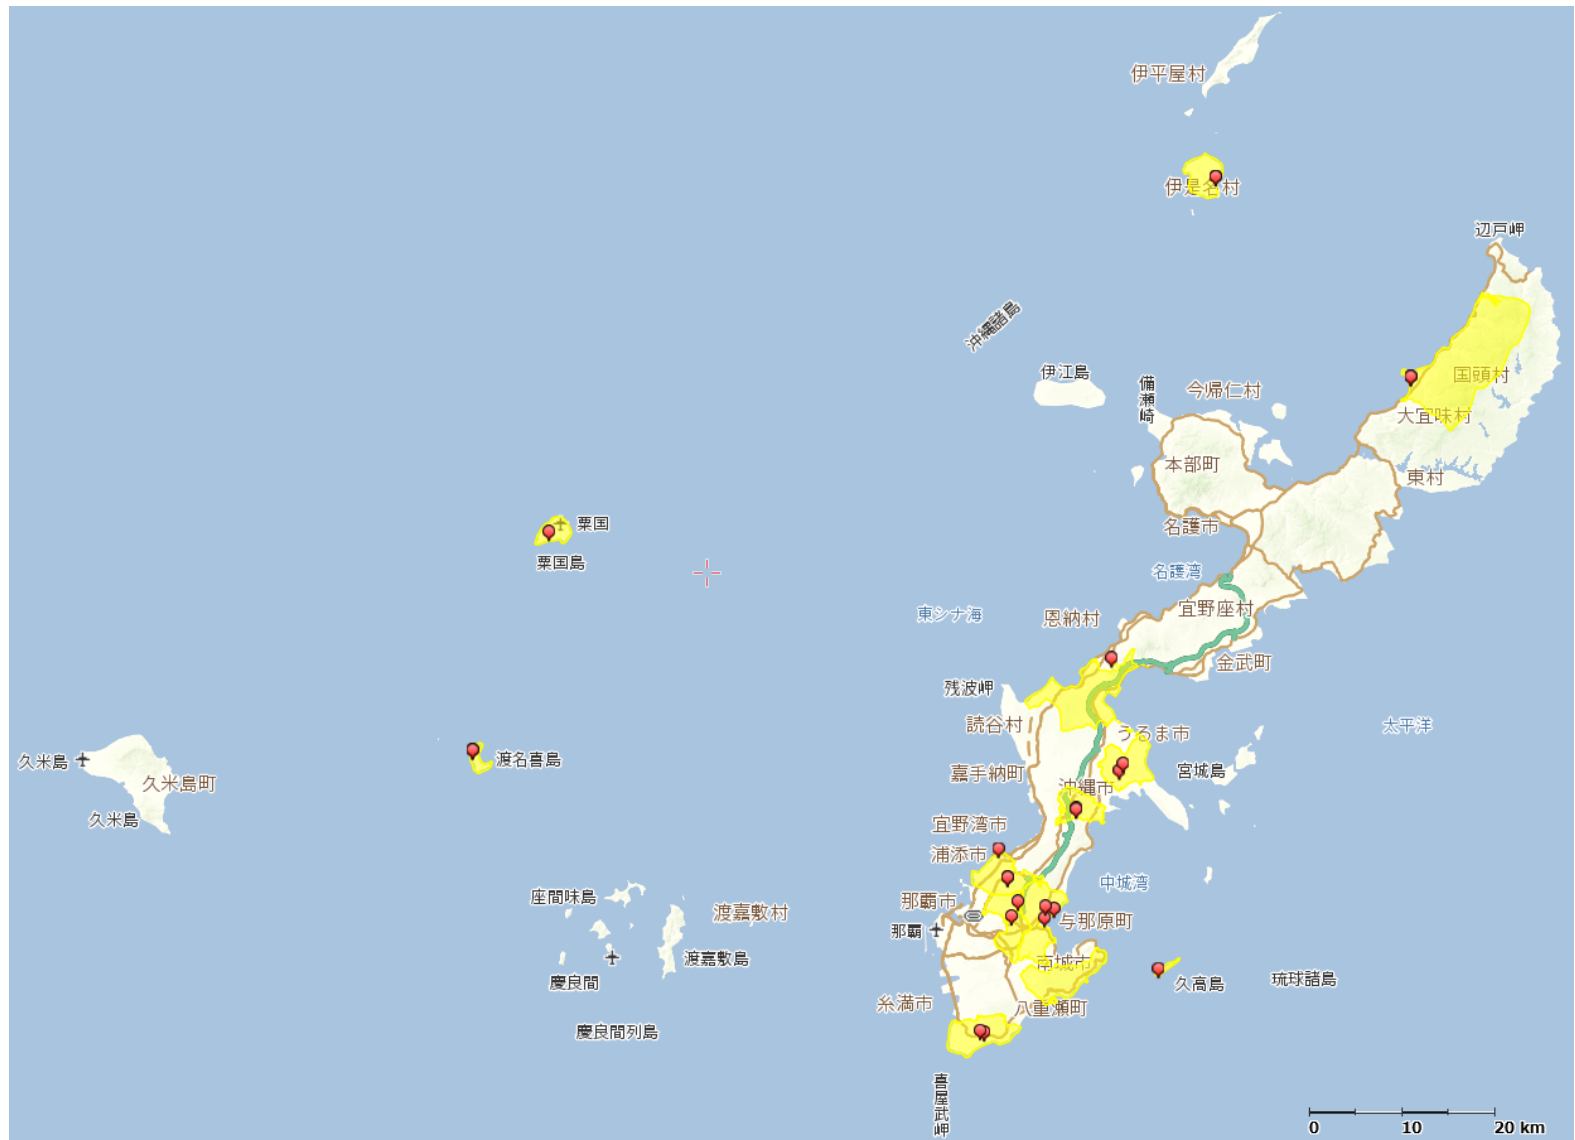 伊平屋村
伊是名村
辺戸岬
沖縄諸島
伊江島
備瀬崎
今帰仁村
国頭村
大宜味村
本部町
東村
名護市
粟国
粟国島
名護湾
東シナ海
恩納村
宜野座村
金武町
残波岬
読谷村
うるま市
太平洋
久米島
久米島町
渡名喜島
嘉手納町
沖縄市
宮城島
久米島
宜野湾市
浦添市
中城湾
座間味島
渡嘉敷村
那覇市
与那原町
那覇
渡嘉敷島
南城市
慶良間
久高島
琉球諸島
糸満市
八重瀬町
慶良間列島
喜屋武岬
0 10 20 km